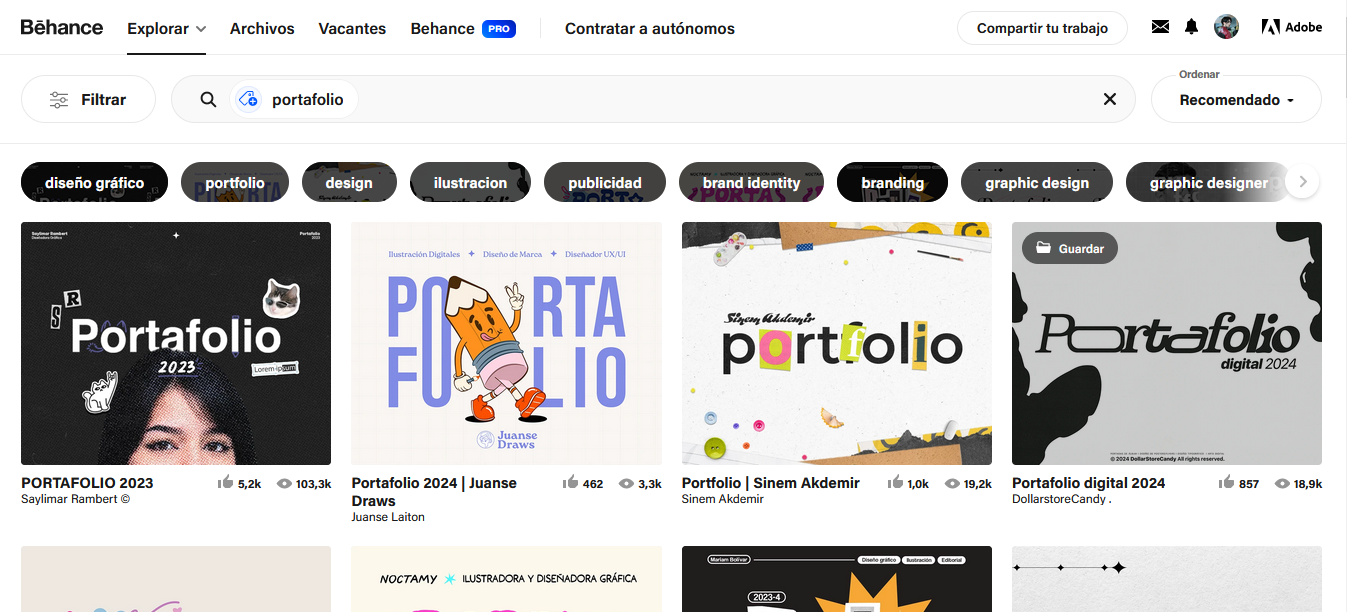 Bēhance Explorar Archivos Vacantes Behance PRO Contratar a autónomos Compartir tu trabajo Adobe
Filtrar portafolio Ordenar Recomendado
diseño gráfico portfolio design ilustracion publicidad brand identity branding graphic design graphic designer
Saylimar Rambert
Diseñadora Gráfica
Portafolio
2023
S R
Portafolio
2023
Lorem ipsum
Ilustración Digitales Diseño de Marca Diseñador UX/UI
PORTA
FOLIO
Juanse
Draws
Sinem Akdemir
portfolio
Guardar
Portafolio
digital 2024
© 2024 DollarStoreCandy All rights reserved.
PORTAFOLIO 2023 5,2k 103,3k
Saylimar Rambert ©
Portafolio 2024 | Juanse Draws 462 3,3k
Juanse Laiton
Portfolio | Sinem Akdemir 1,0k 19,2k
Sinem Akdemir
Portafolio digital 2024 857 18,9k
DollarstoreCandy .
NOCTAMY ILUSTRADORA Y DISEÑADORA GRÁFICA
Mariam Bolívar Diseño gráfico Ilustración Editorial
2023-4